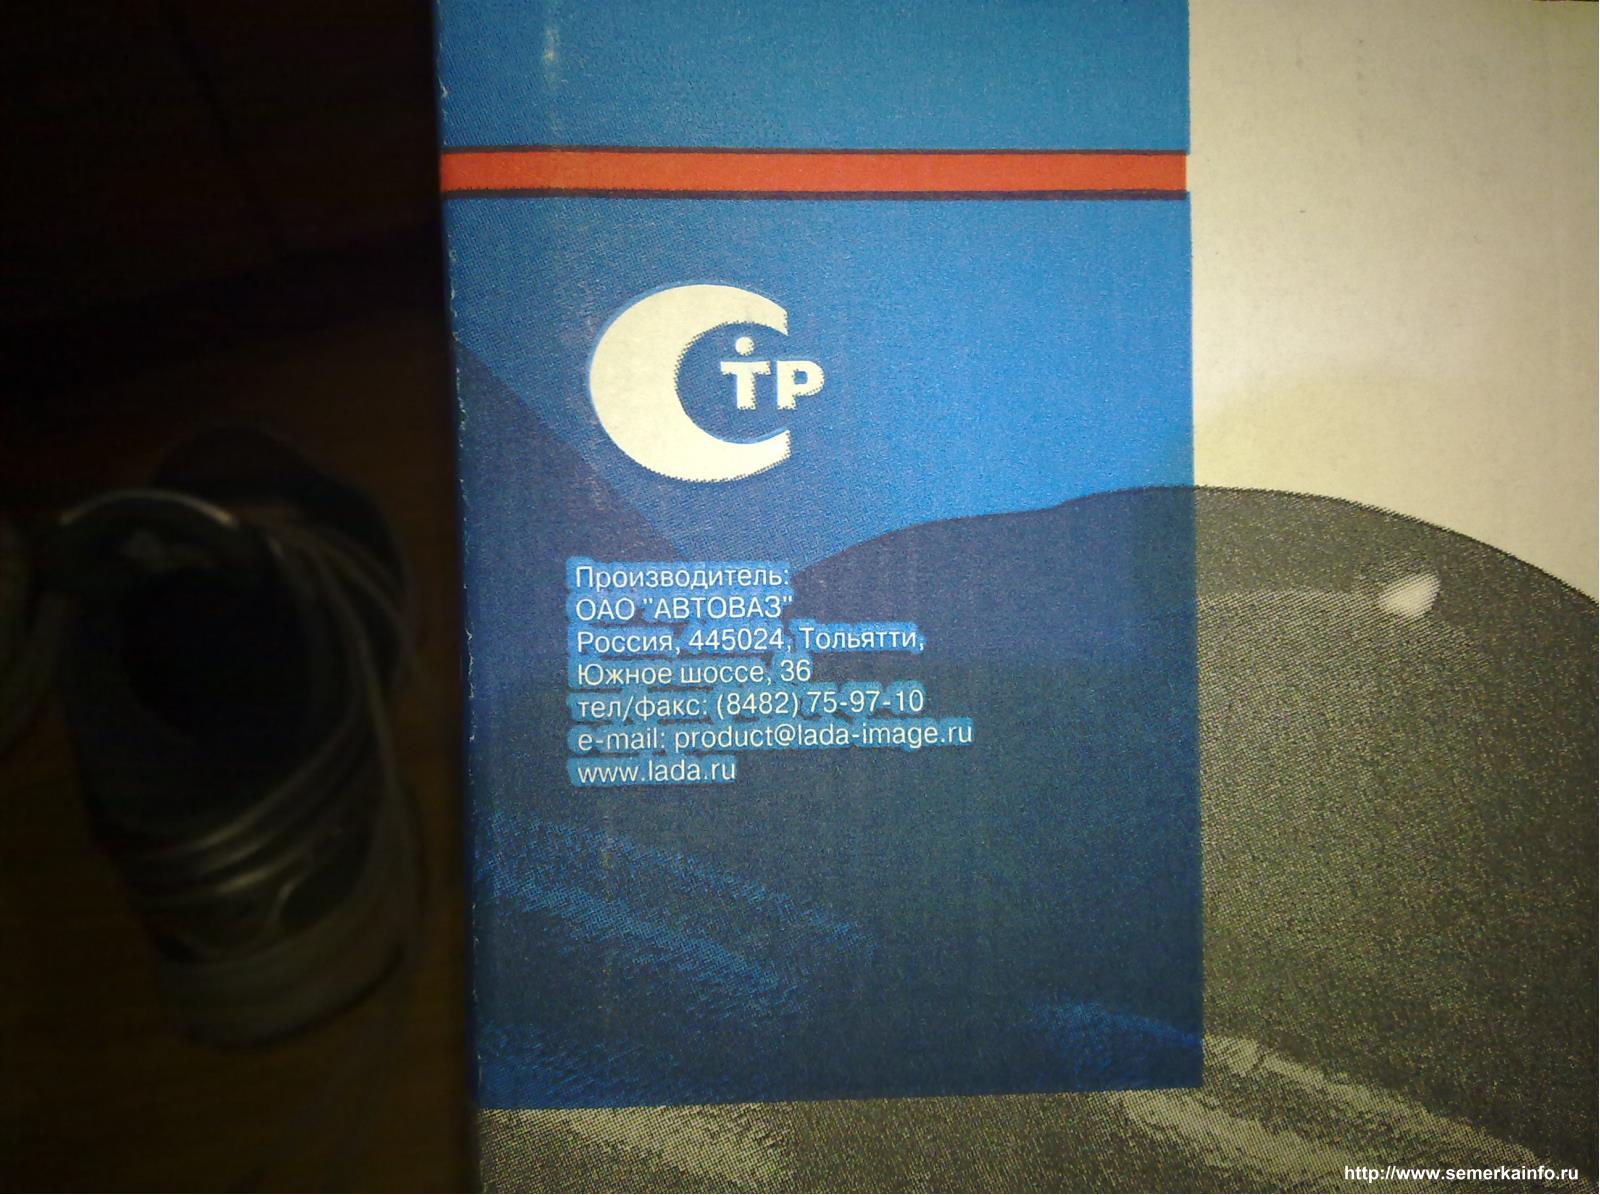 СТР
Производитель:
ОАО "АВТОВАЗ"
Россия, 445024, Тольятти,
Южное шоссе, 36
тел/факс: (8482) 75-97-10
e-mail: product@lada-image.ru
www.lada.ru
http://www.semerkainfo.ru